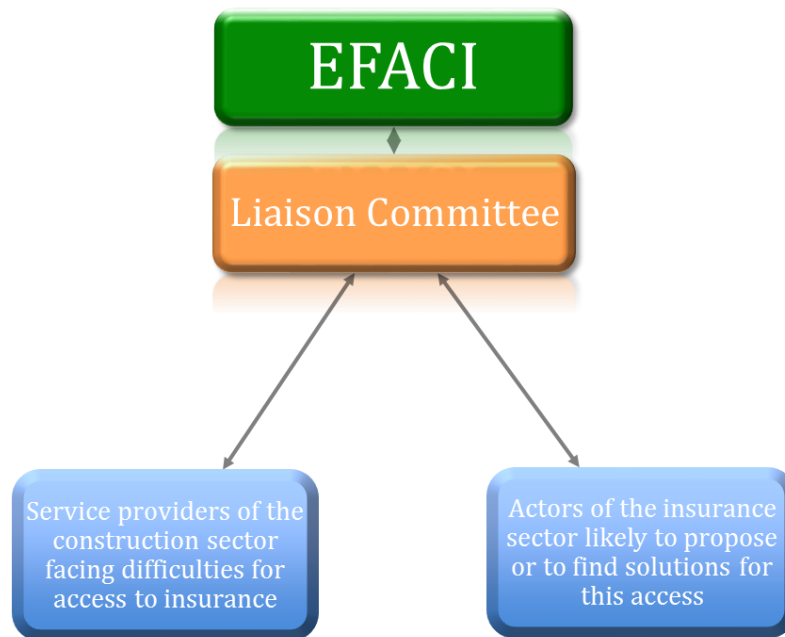 EFACI
Liaison Committee
Service providers of the
construction sector
facing difficulties for
access to insurance
Actors of the insurance
sector likely to propose
or to find solutions for
this access